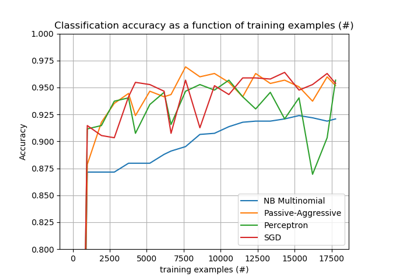 Classification accuracy as a function of training examples (#)
1.000
0.975
0.950
0.925
0.900
0.875
0.850
0.825
0.800
Accuracy
NB Multinomial
Passive-Aggressive
Perceptron
SGD
0 2500 5000 7500 10000 12500 15000 17500
training examples (#)